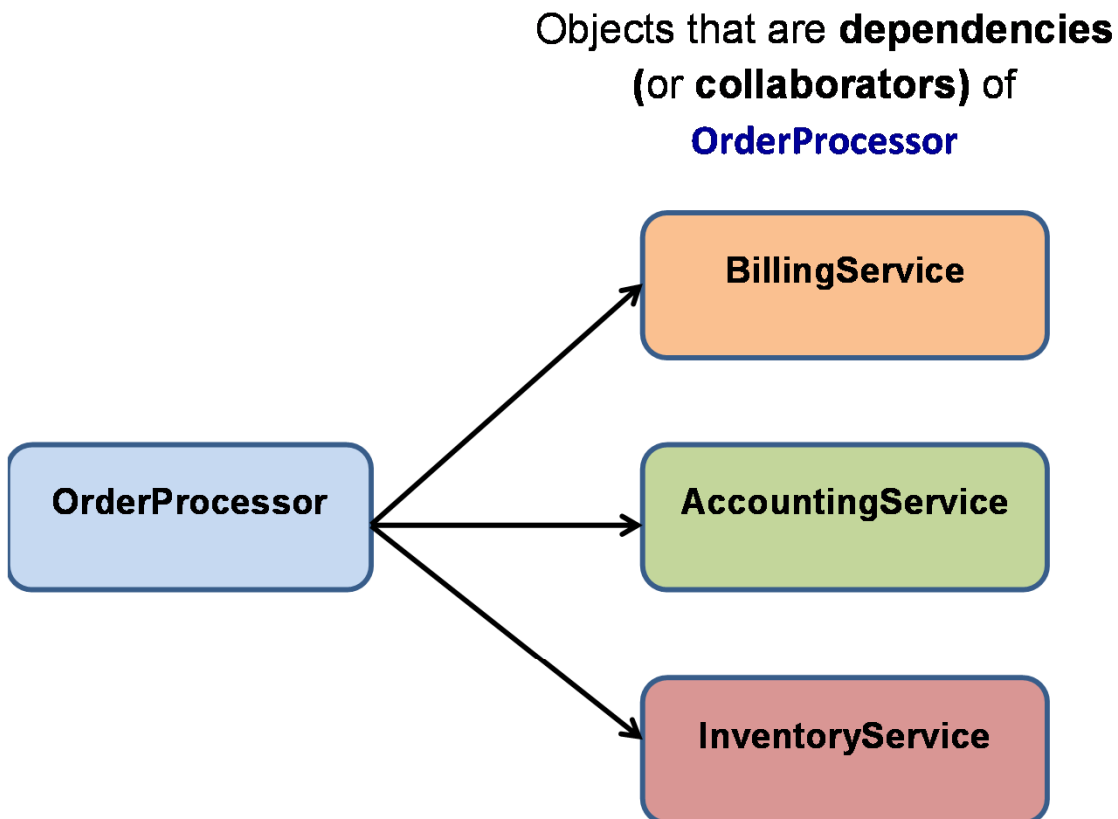 Objects that are dependencies
(or collaborators) of
OrderProcessor
BillingService
OrderProcessor
AccountingService
InventoryService